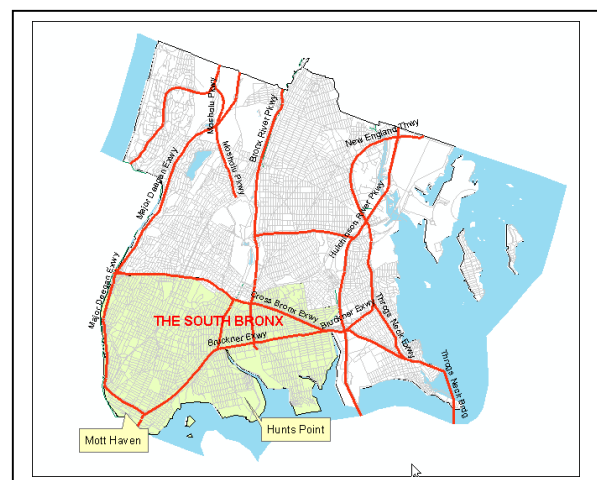 Mosholu Pkwy
Bronx River Pkwy
New England Thwy
Mosholu Pkwy
Major Deegan Exwy
Hutchinson River Pkwy
Major Deegan Exwy
Cross Bronx Exwy
THE SOUTH BRONX
Bruckner Exwy
Throgs Neck Exwy
Bruckner Exwy
Throgs Neck Brdg
Hunts Point
Mott Haven